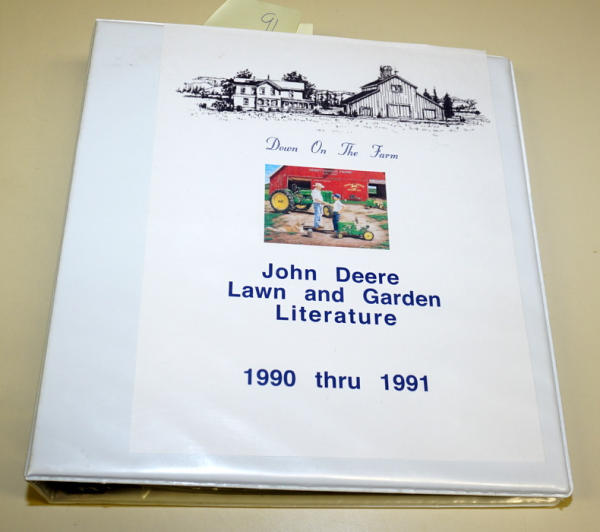 91
Down On The Farm
John Deere
Lawn and Garden
Literature
1990 thru 1991